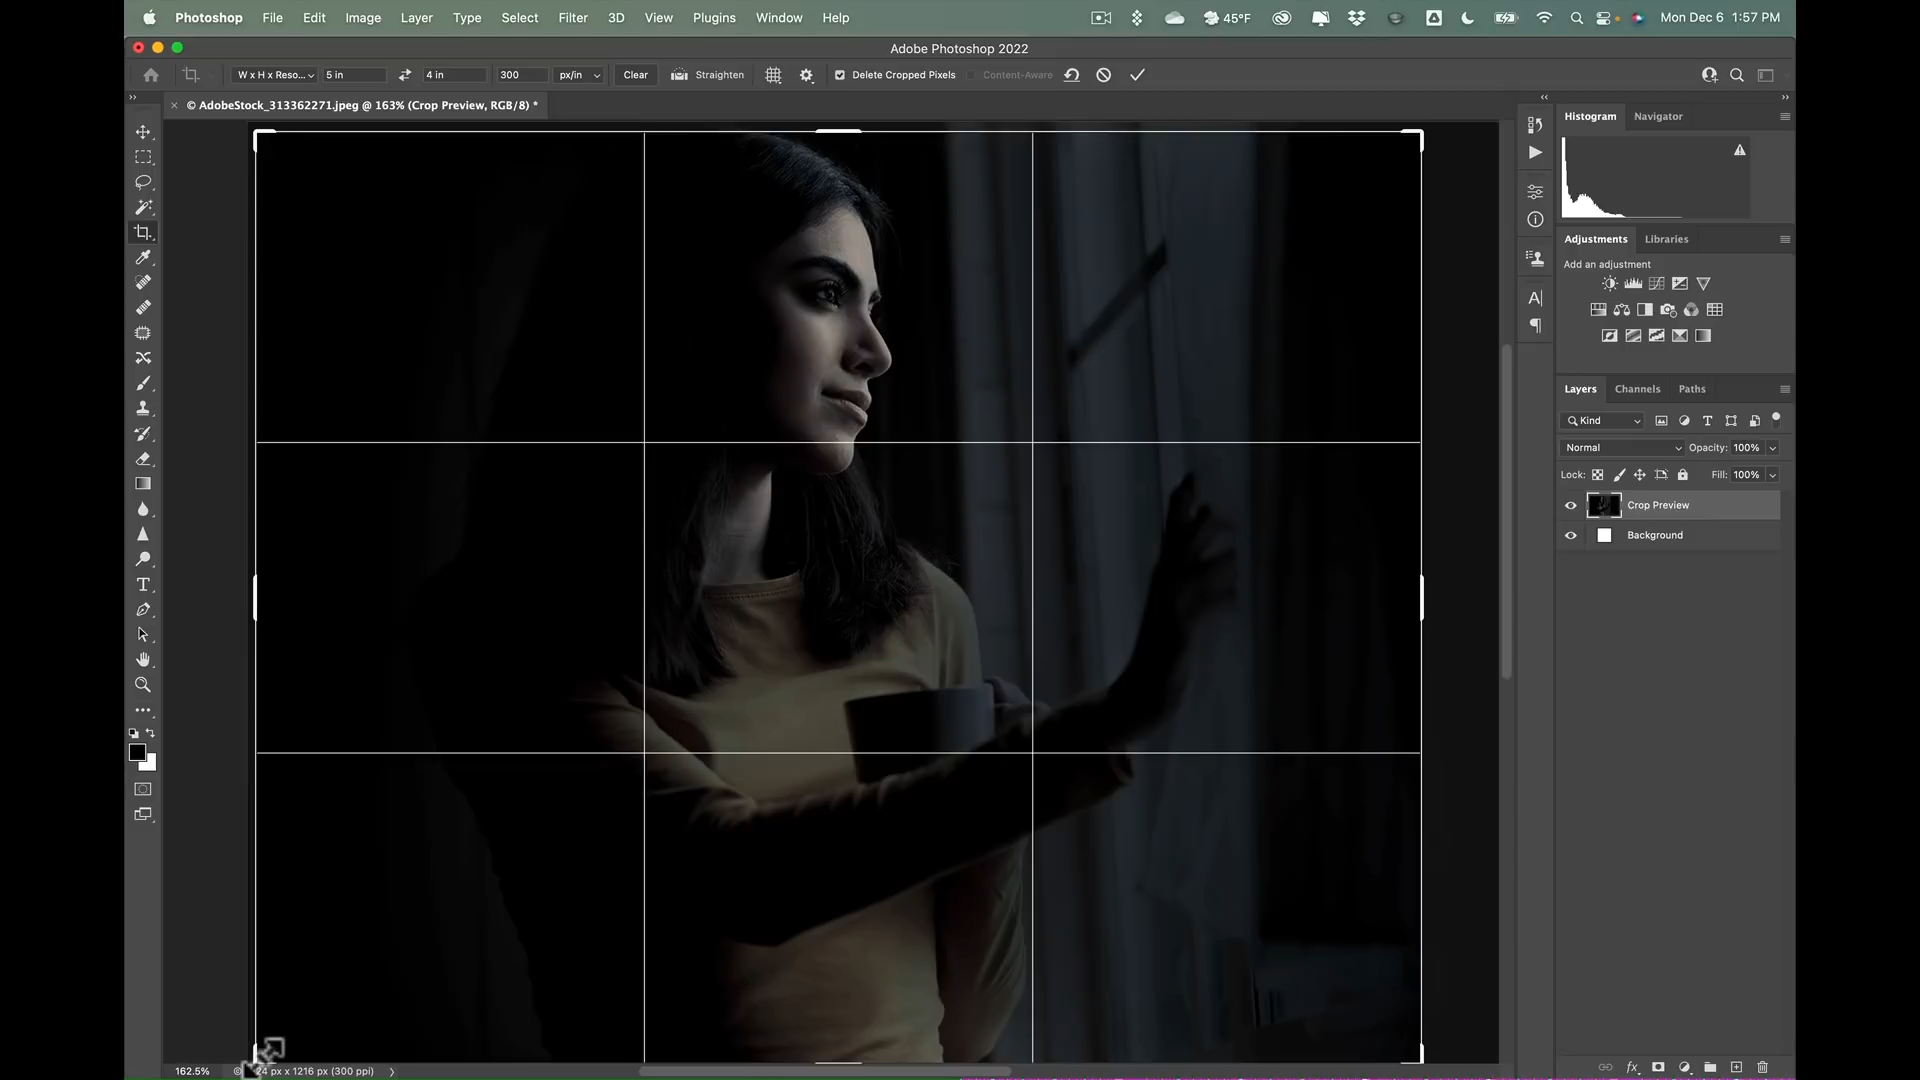 Photoshop File Edit Image Layer Type Select Filter 3D View Plugins Window Help 45°F Mon Dec 6 1:57 PM
Adobe Photoshop 2022
W x H x Reso... 5 in 4 in 300 px/in Clear Straighten Delete Cropped Pixels Content-Aware
© AdobeStock_313362271.jpeg @ 163% (Crop Preview, RGB/8) *
Histogram Navigator
Adjustments Libraries
Add an adjustment
Layers Channels Paths
Kind
Normal Opacity: 100%
Lock: Fill: 100%
Crop Preview
Background
162.5% px x 1216 px (300 ppi)